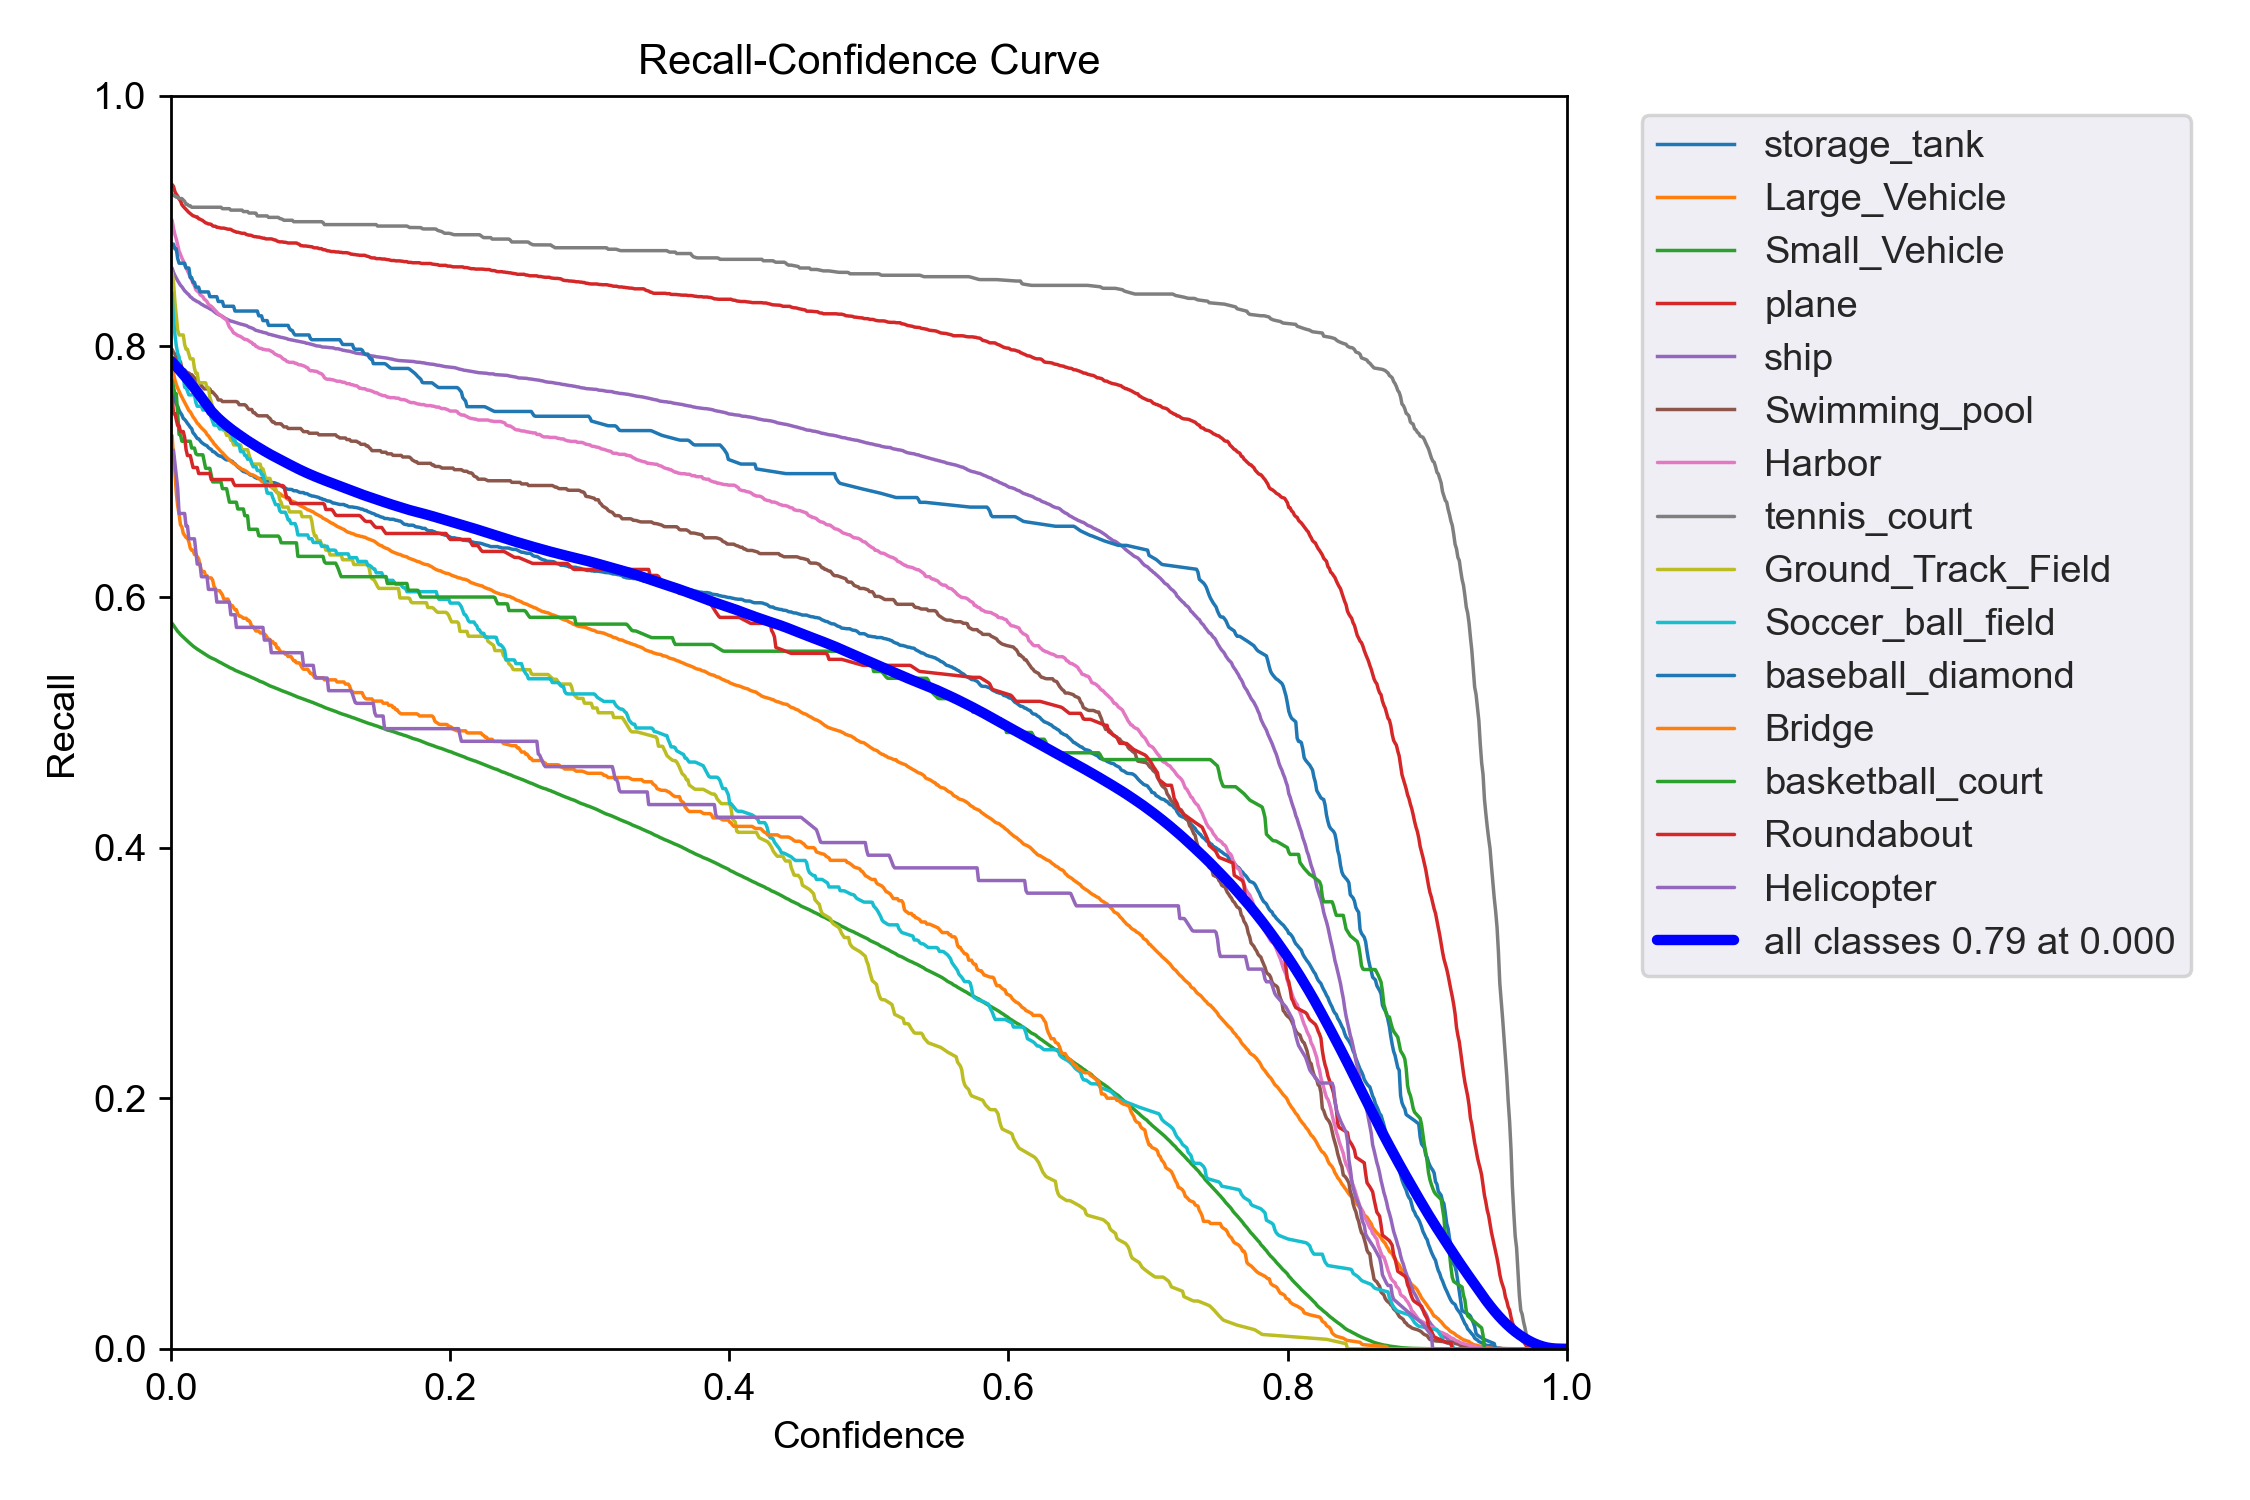 Recall-Confidence Curve
1.0
0.8
0.6
0.4
0.2
0.0
Recall
0.0 0.2 0.4 0.6 0.8 1.0
Confidence
storage_tank
Large_Vehicle
Small_Vehicle
plane
ship
Swimming_pool
Harbor
tennis_court
Ground_Track_Field
Soccer_ball_field
baseball_diamond
Bridge
basketball_court
Roundabout
Helicopter
all classes 0.79 at 0.000